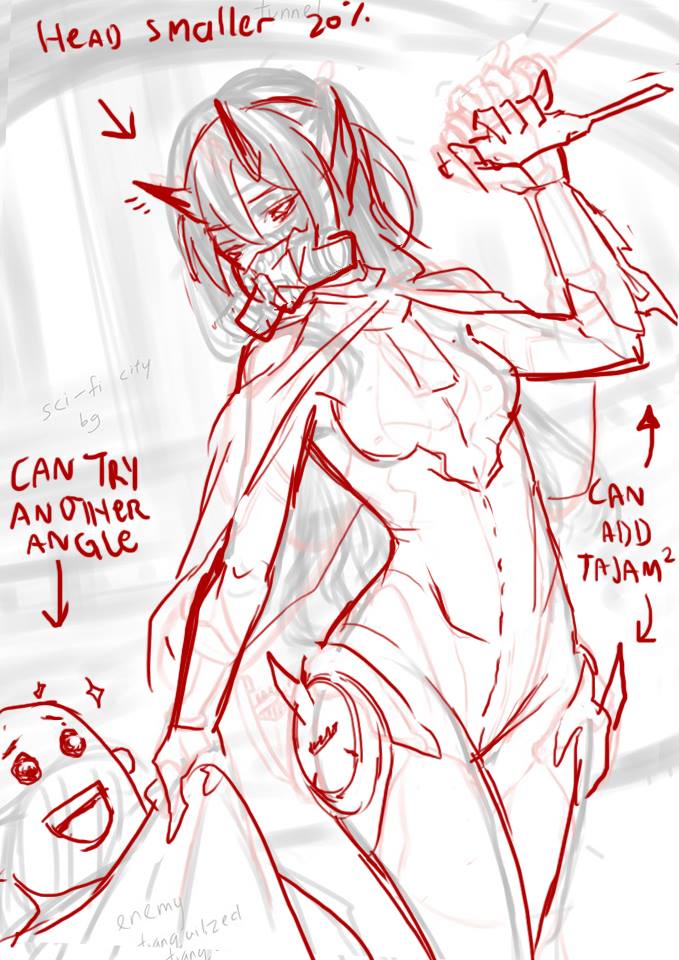 tunnel
HEAD smaller 20%
sci-fi city
bg
CAN TRY
ANOTHER
ANGLE
CAN
ADD
TAJAM²
enemy